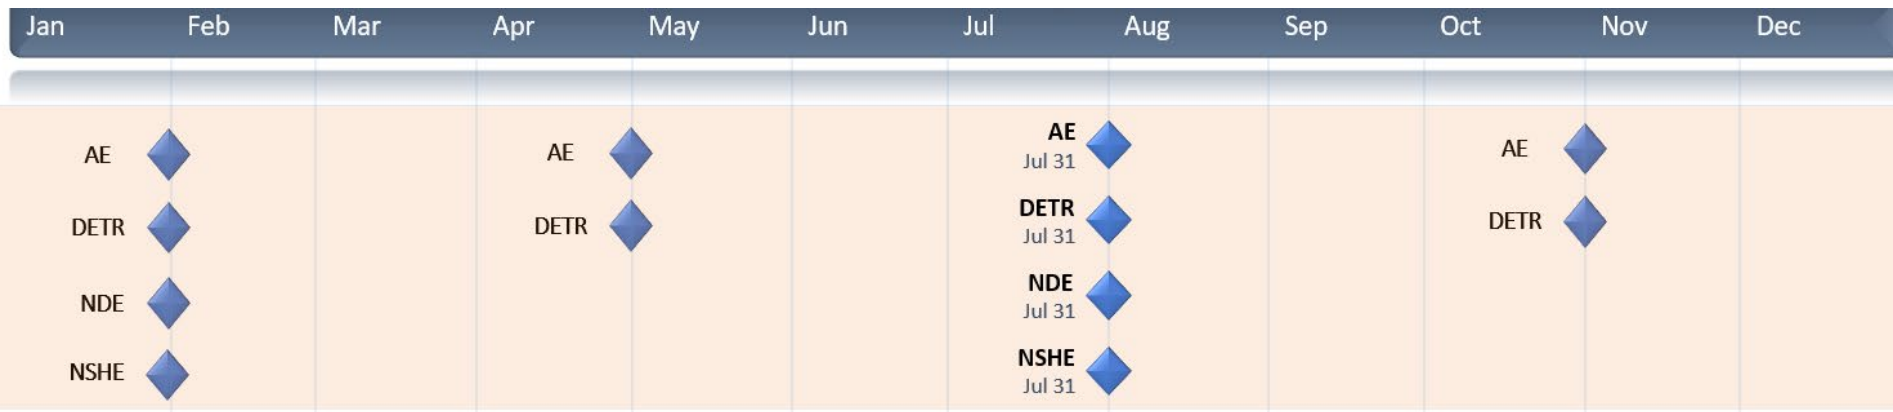 Jan Feb Mar Apr May Jun Jul Aug Sep Oct Nov Dec
AE AE AE AE
Jul 31
DETR DETR DETR DETR
Jul 31
NDE NDE
Jul 31
NSHE NSHE
Jul 31